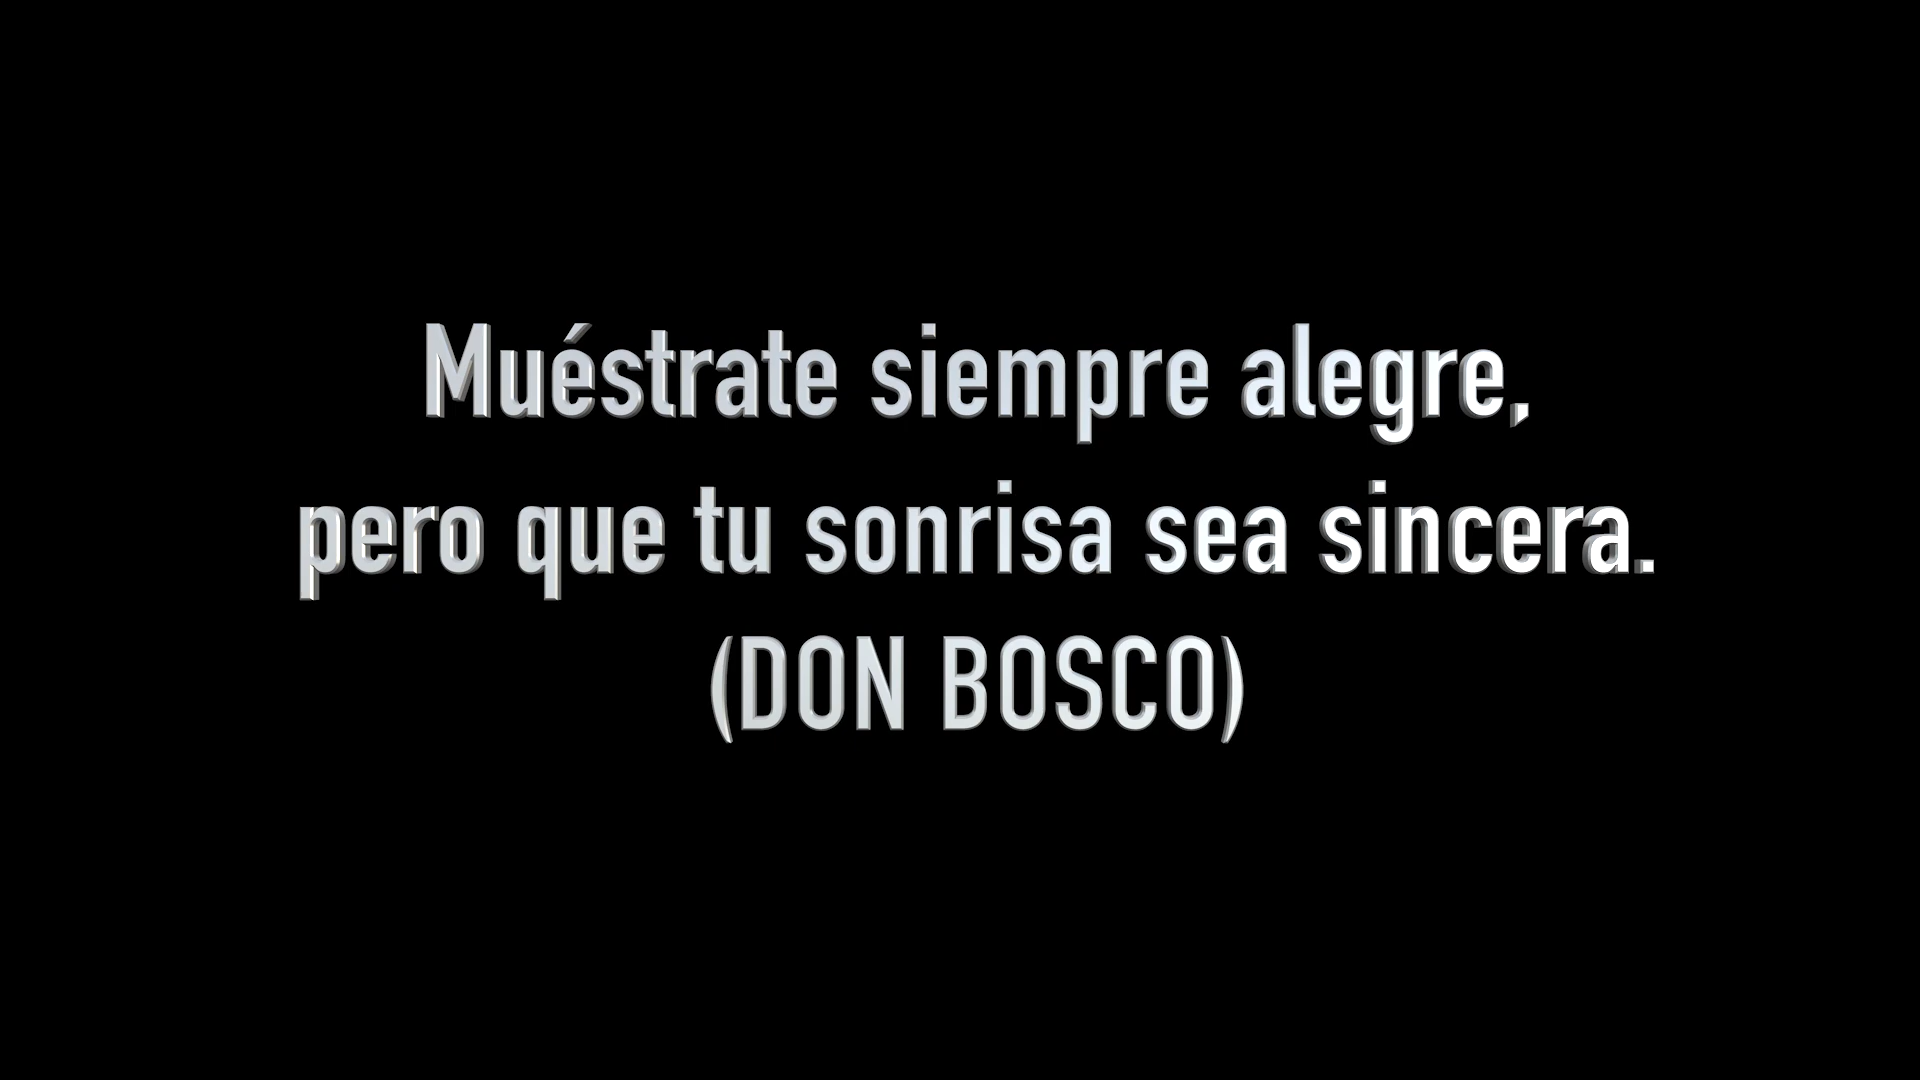 Muéstrate siempre alegre,
pero que tu sonrisa sea sincera.
(DON BOSCO)